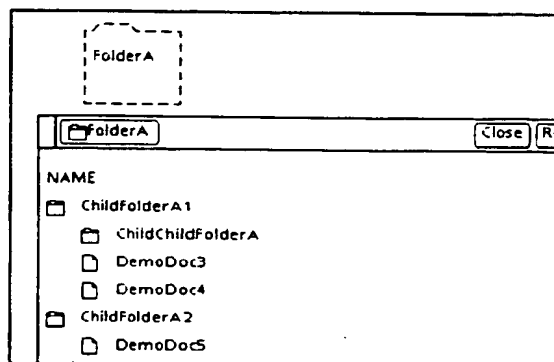 FolderA
FolderA Close R
NAME
ChildFolderA1
ChildChildFolderA
DemoDoc3
DemoDoc4
ChildFolderA2
DemoDoc5